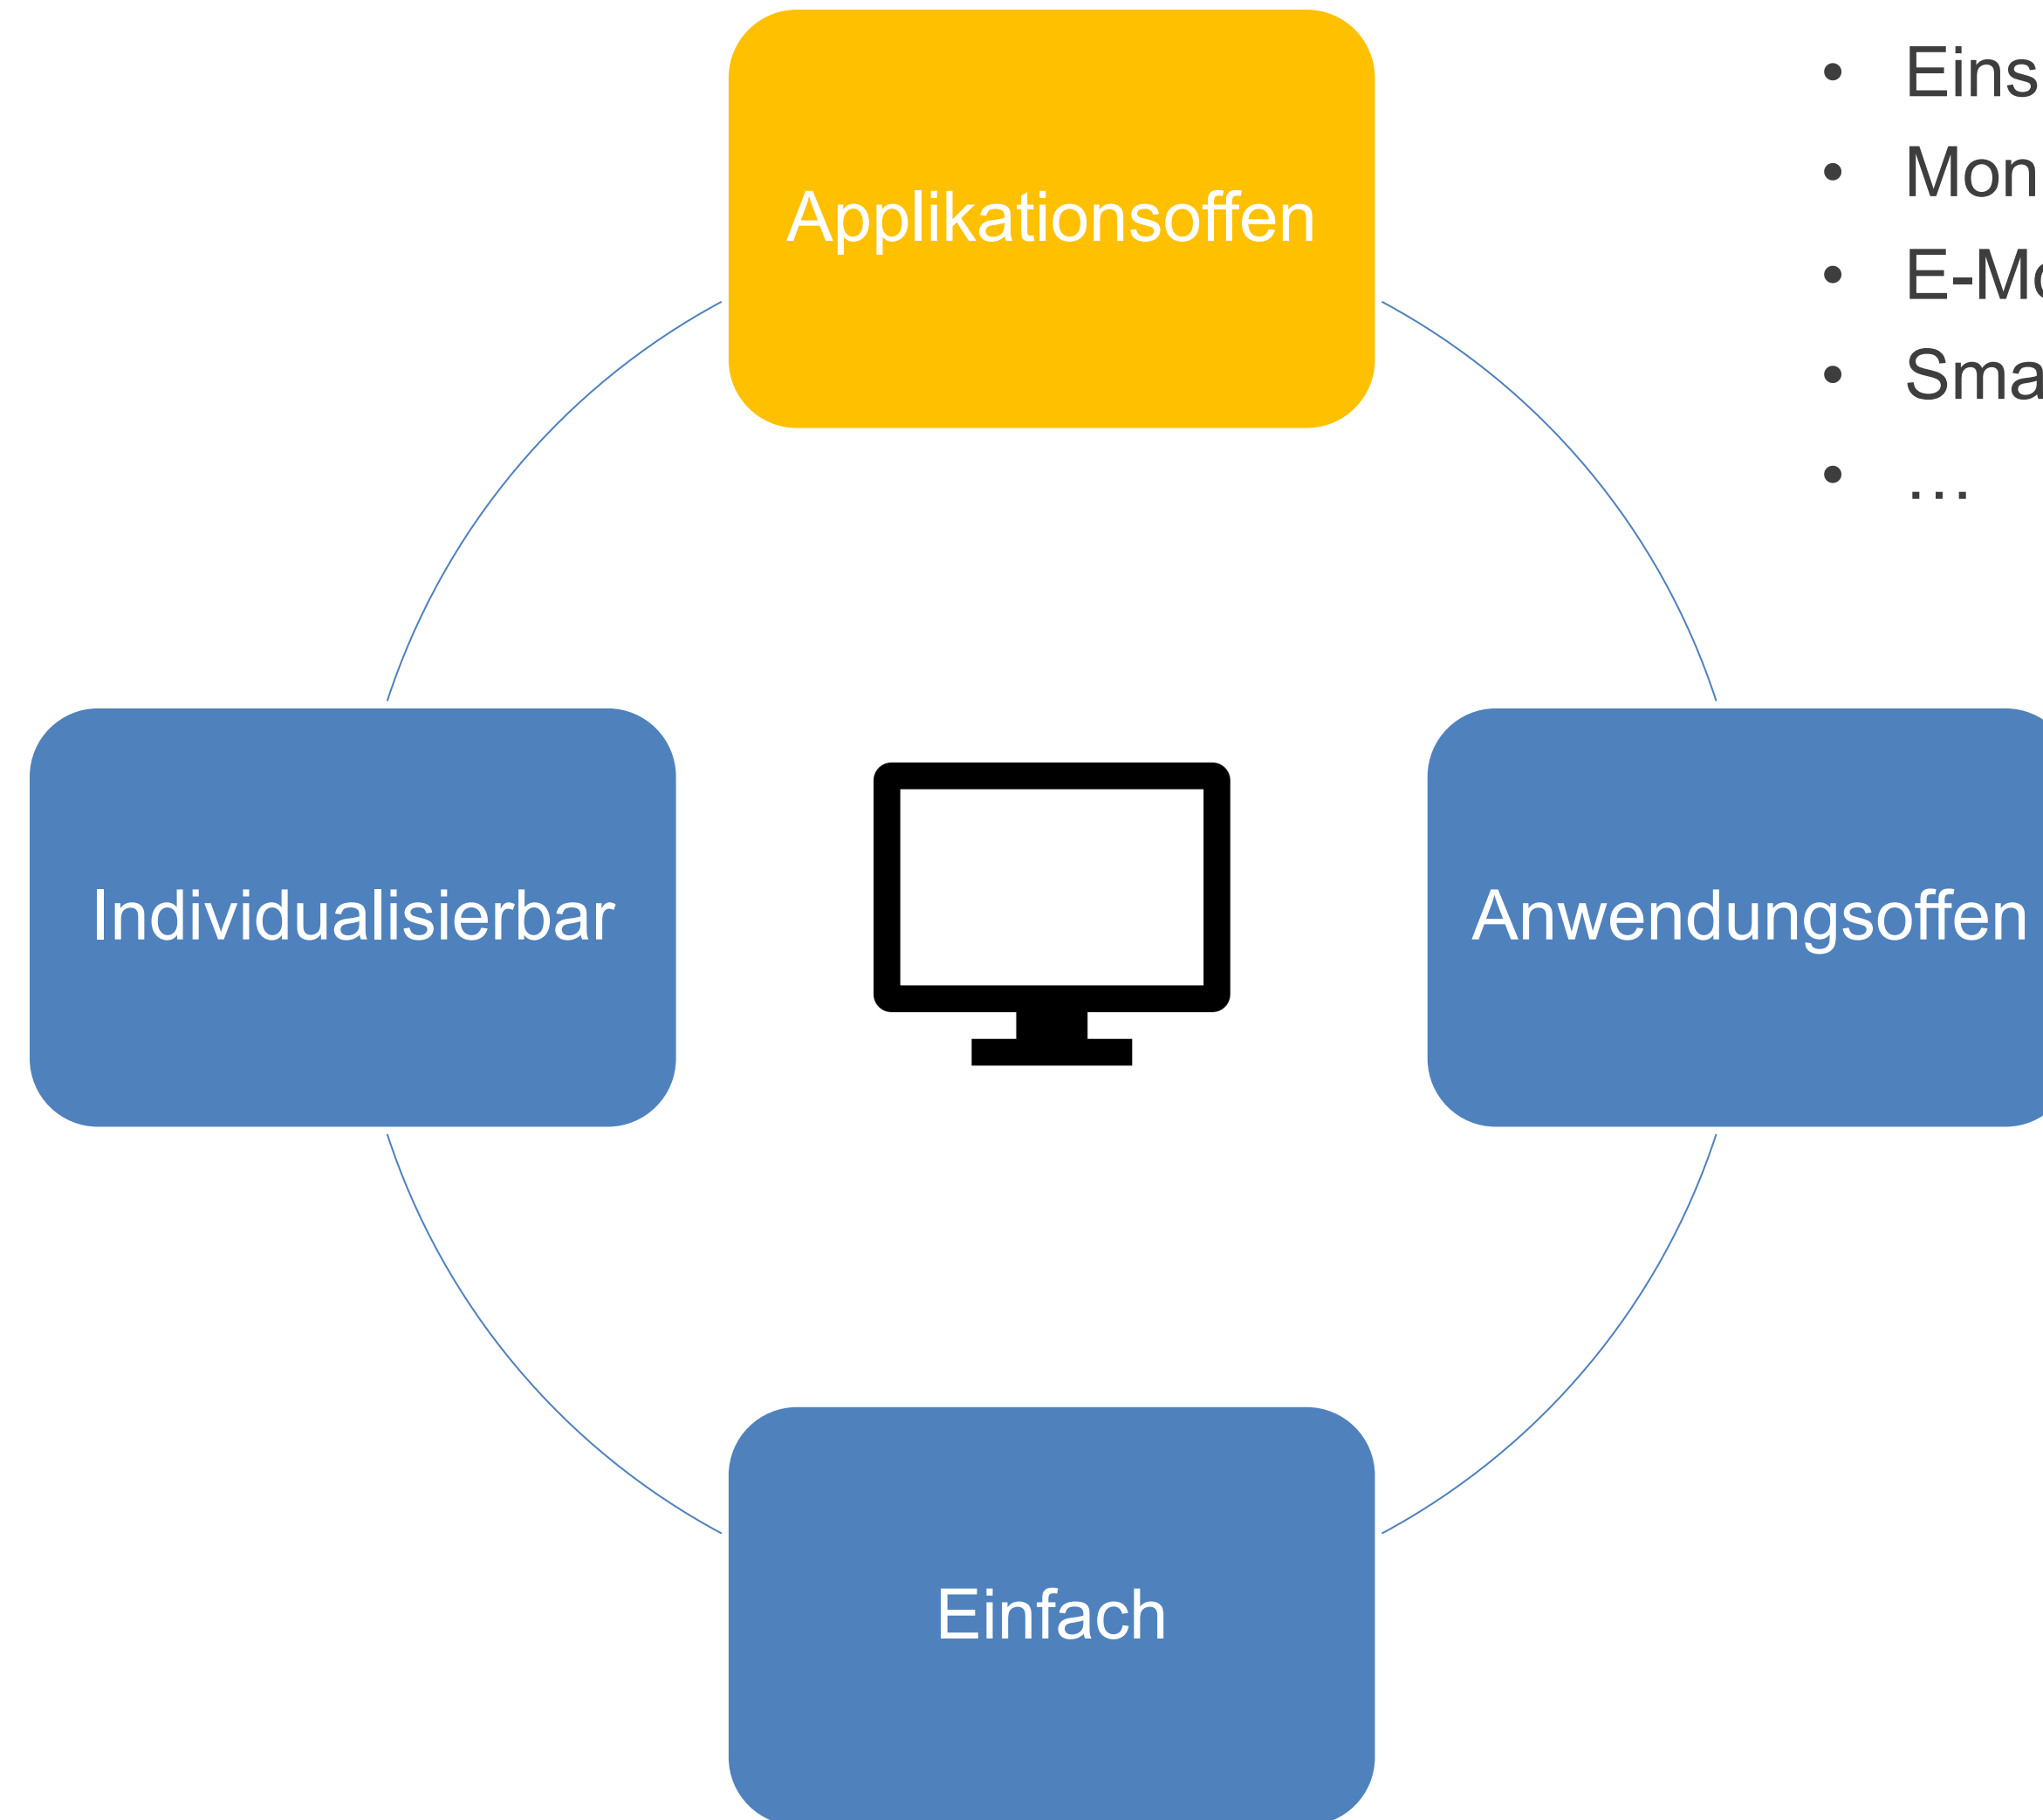 Applikationsoffen
• Eins
• Mon
• E-Mo
• Sma
• …
Individualisierbar
Anwendungsoffen
Einfach